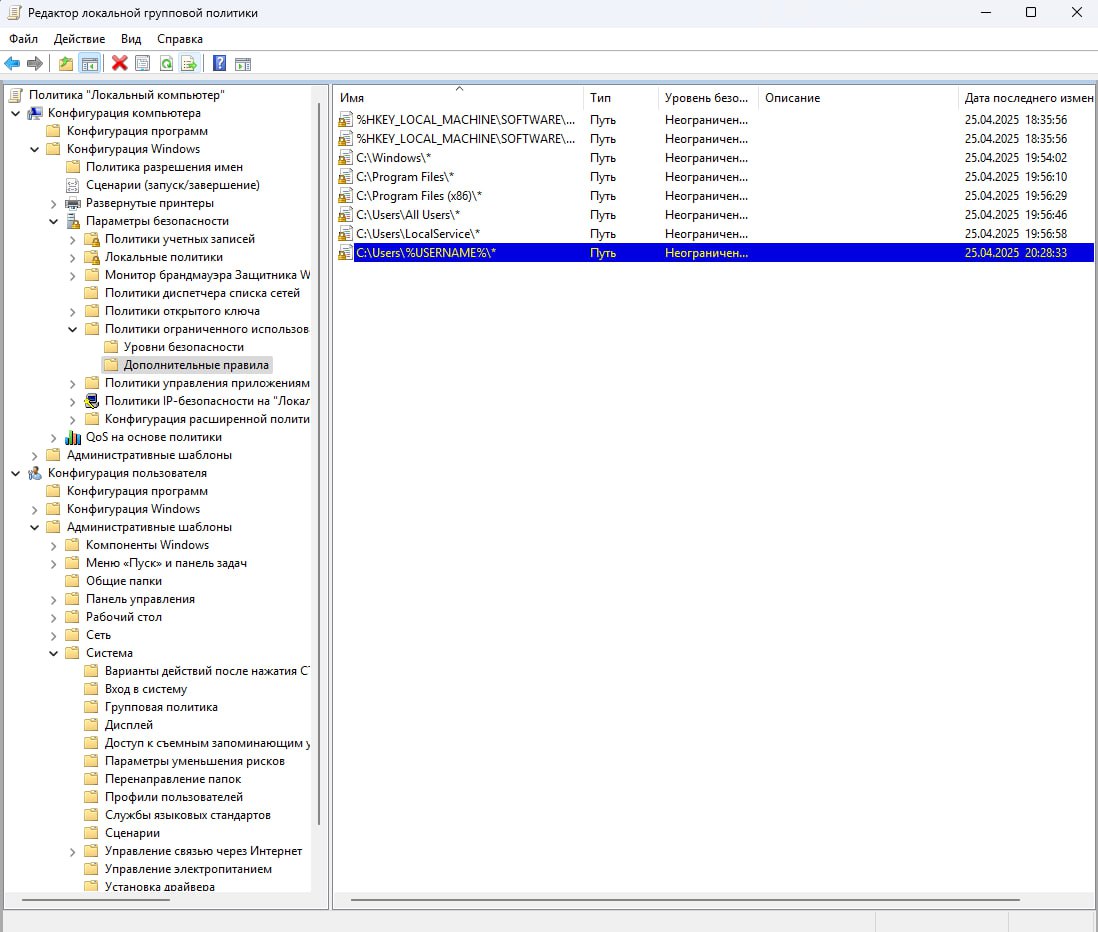 Редактор локальной групповой политики
Файл Действие Вид Справка
Политика "Локальный компьютер"
Конфигурация компьютера
Конфигурация программ
Конфигурация Windows
Политика разрешения имен
Сценарии (запуск/завершение)
Развернутые принтеры
Параметры безопасности
Политики учетных записей
Локальные политики
Монитор брандмауэра Защитника W
Политики диспетчера списка сетей
Политики открытого ключа
Политики ограниченного использов
Уровни безопасности
Дополнительные правила
Политики управления приложениям
Политики IP-безопасности на "Локал
Конфигурация расширенной полити
QoS на основе политики
Административные шаблоны
Конфигурация пользователя
Конфигурация программ
Конфигурация Windows
Административные шаблоны
Компоненты Windows
Меню «Пуск» и панель задач
Общие папки
Панель управления
Рабочий стол
Сеть
Система
Варианты действий после нажатия CT
Вход в систему
Групповая политика
Дисплей
Доступ к съемным запоминающим у
Параметры уменьшения рисков
Перенаправление папок
Профили пользователей
Службы языковых стандартов
Сценарии
Управление связью через Интернет
Управление электропитанием
Установка драйвера
Имя Тип Уровень безо... Описание Дата последнего измен
%HKEY_LOCAL_MACHINE\SOFTWARE\... Путь Неограничен... 25.04.2025 18:35:56
%HKEY_LOCAL_MACHINE\SOFTWARE\... Путь Неограничен... 25.04.2025 18:35:56
C:\Windows\* Путь Неограничен... 25.04.2025 19:54:02
C:\Program Files\* Путь Неограничен... 25.04.2025 19:56:10
C:\Program Files (x86)\* Путь Неограничен... 25.04.2025 19:56:29
C:\Users\All Users\* Путь Неограничен... 25.04.2025 19:56:46
C:\Users\LocalService\* Путь Неограничен... 25.04.2025 19:56:58
C:\Users\%USERNAME%\* Путь Неограничен... 25.04.2025 20:28:33